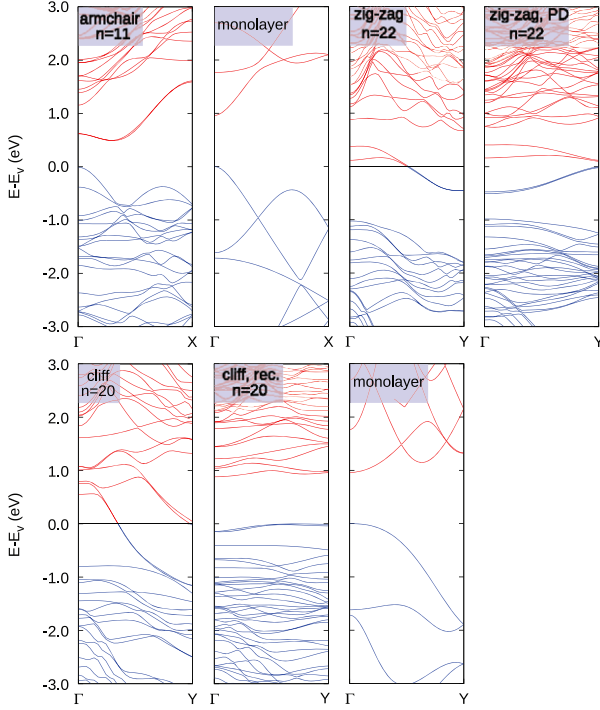 armchair
n=11
monolayer
zig-zag
n=22
zig-zag, PD
n=22
3.0
2.0
1.0
0.0
-1.0
-2.0
-3.0
E-Ev (eV)
Γ X
Γ X
Γ Y
Γ Y
cliff
n=20
cliff, rec.
n=20
monolayer
3.0
2.0
1.0
0.0
-1.0
-2.0
-3.0
E-Ev (eV)
Γ Y
Γ Y
Γ Y